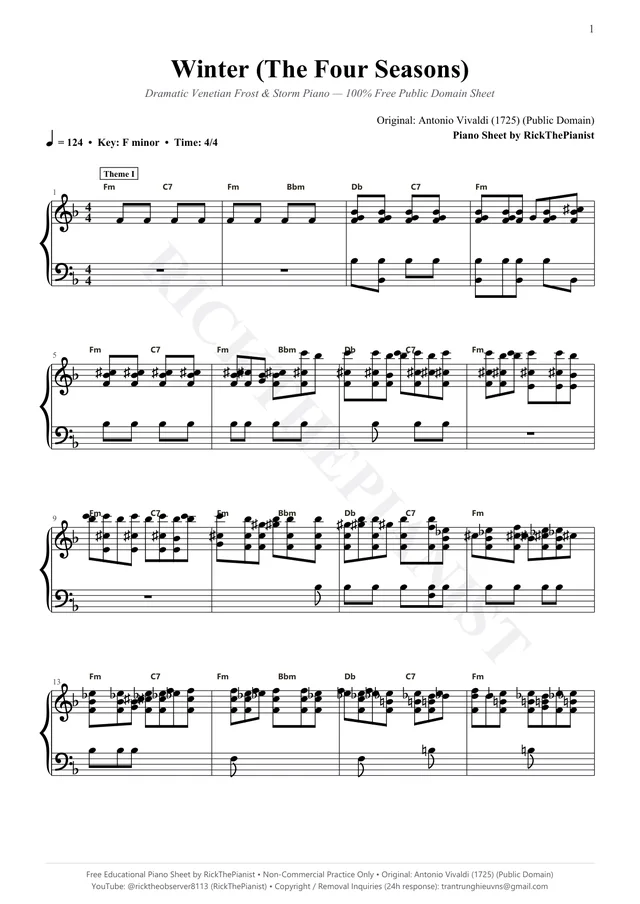 1
Winter (The Four Seasons)
Dramatic Venetian Frost & Storm Piano — 100% Free Public Domain Sheet
Original: Antonio Vivaldi (1725) (Public Domain)
= 124 • Key: F minor • Time: 4/4
Piano Sheet by RickThePianist
Theme I
Fm C7 Fm Bbm Db C7 Fm
1
5
Fm C7 Fm Bbm Db C7 Fm
RICKTHEPIANIST
9
Fm C7 Fm Bbm Db C7 Fm
13
Fm C7 Fm Bbm Db C7 Fm
Free Educational Piano Sheet by RickThePianist • Non-Commercial Practice Only • Original: Antonio Vivaldi (1725) (Public Domain)
YouTube: @ricktheobserver8113 (RickThePianist) • Copyright / Removal Inquiries (24h response): trantrunghieuvns@gmail.com